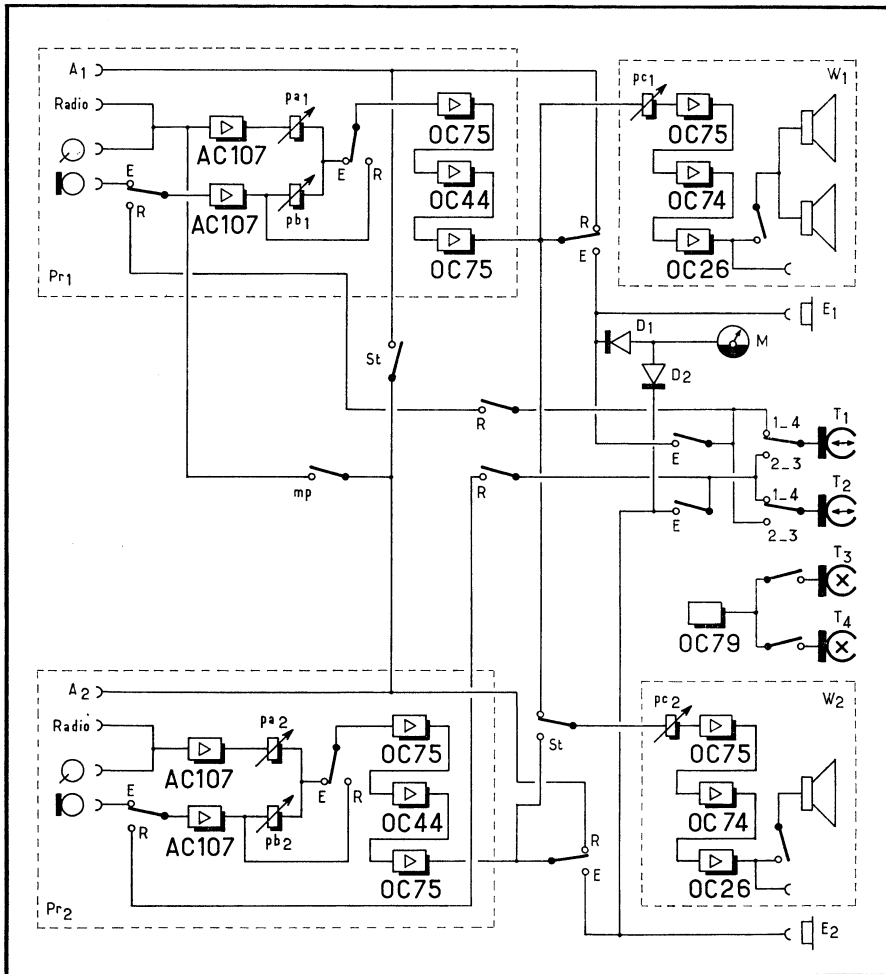 A1
Radio
E
R
Pr1
pa1
AC107
pb1
AC107
E
R
OC75
OC44
OC75
pc1
W1
OC75
OC74
OC26
R
E
E1
D1
M
D2
St
R
E
1_4
T1
2_3
mp
R
E
1_4
T2
2_3
T3
OC79
T4
A2
Radio
E
R
Pr2
pa2
AC107
pb2
AC107
E
R
OC75
OC44
OC75
St
pc2
W2
OC75
OC74
OC26
R
E
E2